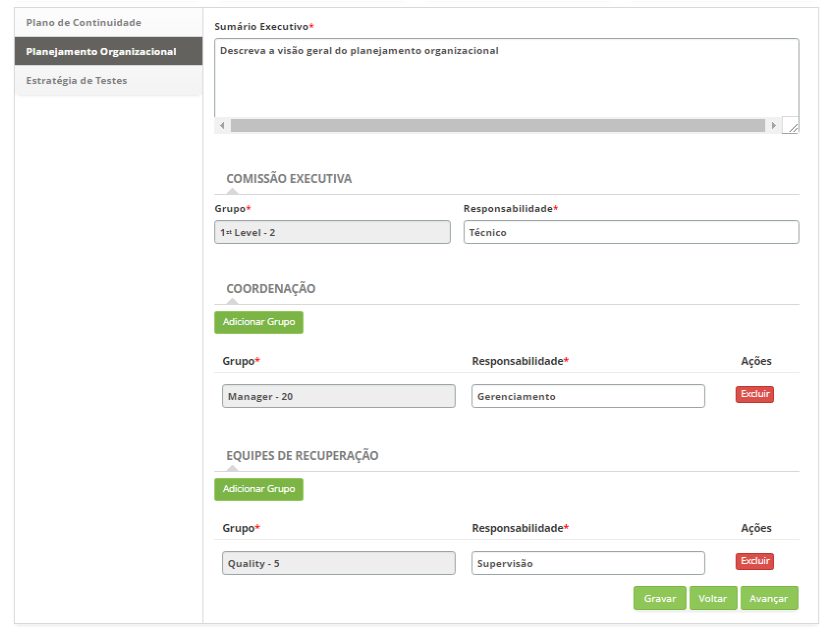 Plano de Continuidade
Planejamento Organizacional
Estratégia de Testes
Sumário Executivo*
Descreva a visão geral do planejamento organizacional
COMISSÃO EXECUTIVA
Grupo* Responsabilidade*
1st Level - 2 Técnico
COORDENAÇÃO
Adicionar Grupo
Grupo* Responsabilidade* Ações
Manager - 20 Gerenciamento Excluir
EQUIPES DE RECUPERAÇÃO
Adicionar Grupo
Grupo* Responsabilidade* Ações
Quality - 5 Supervisão Excluir
Gravar Voltar Avançar